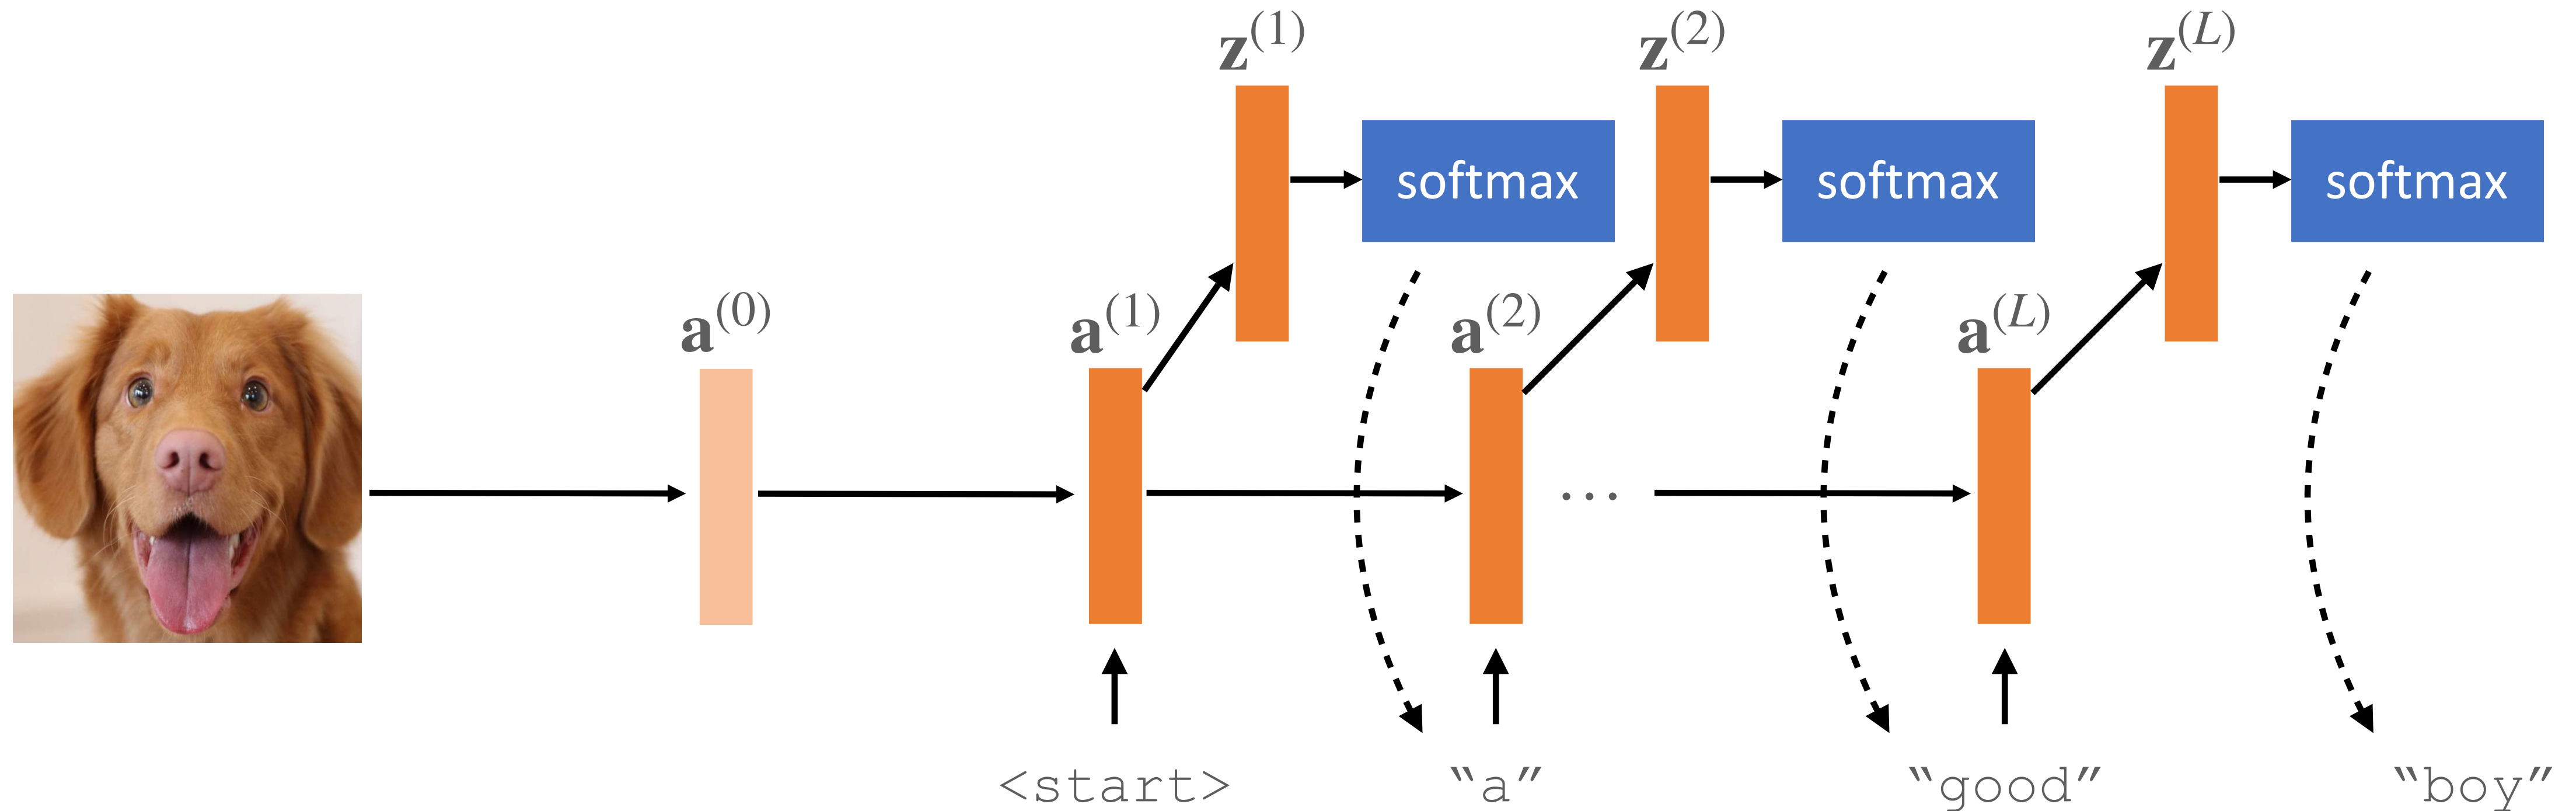 z(1) z(2) z(L)
softmax softmax softmax
a(0) a(1) a(2) a(L)
...
<start> “a” “good” “boy”